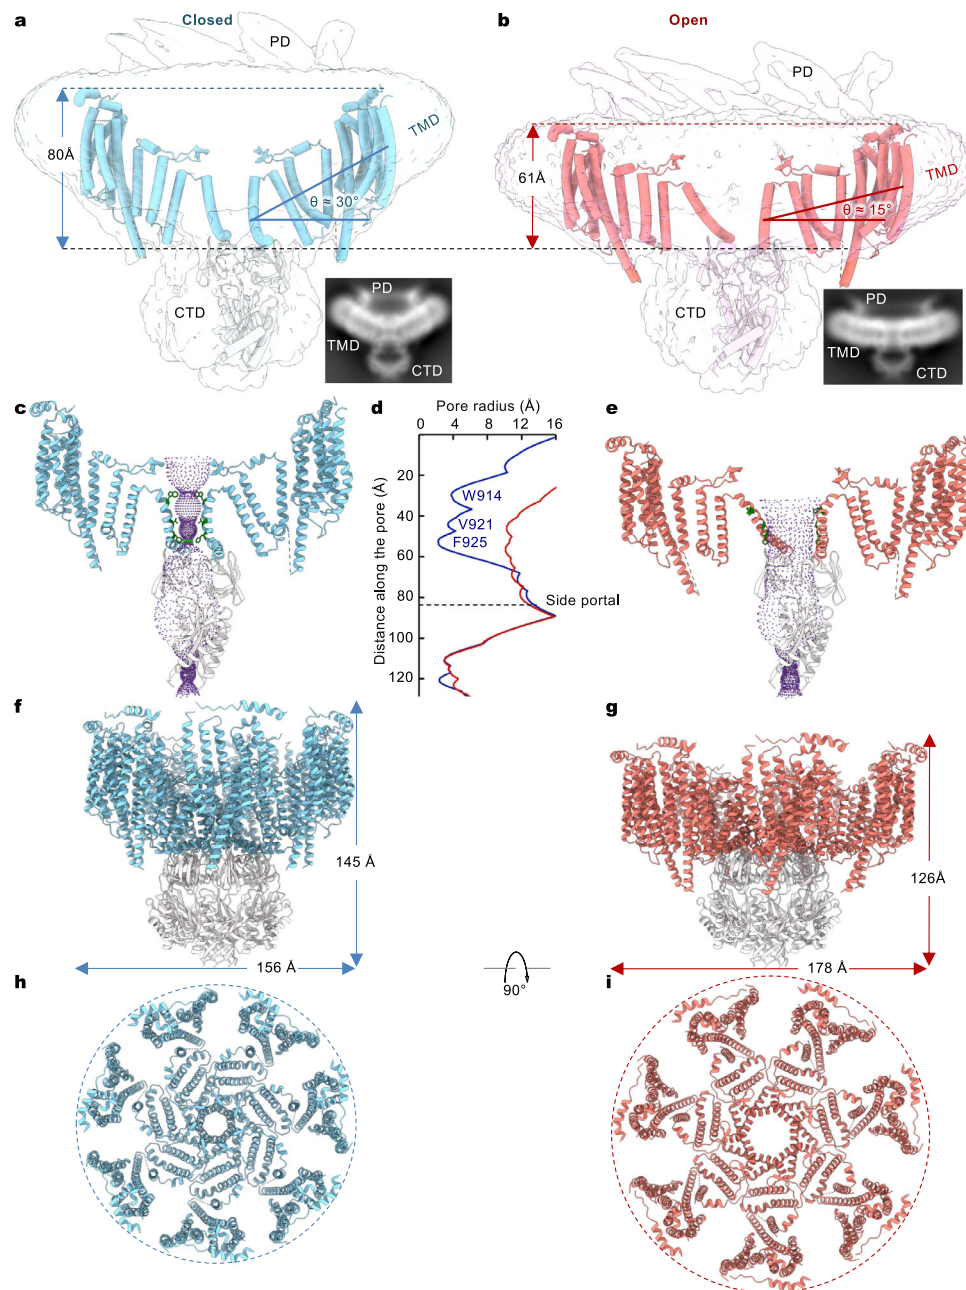 a
Closed
PD
TMD
80Å
θ ≈ 30°
CTD
PD
TMD
CTD
b
Open
PD
TMD
61Å
θ ≈ 15°
CTD
PD
TMD
CTD
c
d
Pore radius (Å)
0 4 8 12 16
Distance along the pore (Å)
20
40
60
80
100
120
W914
V921
F925
Side portal
e
f
145 Å
156 Å
g
126Å
178 Å
90°
h
i